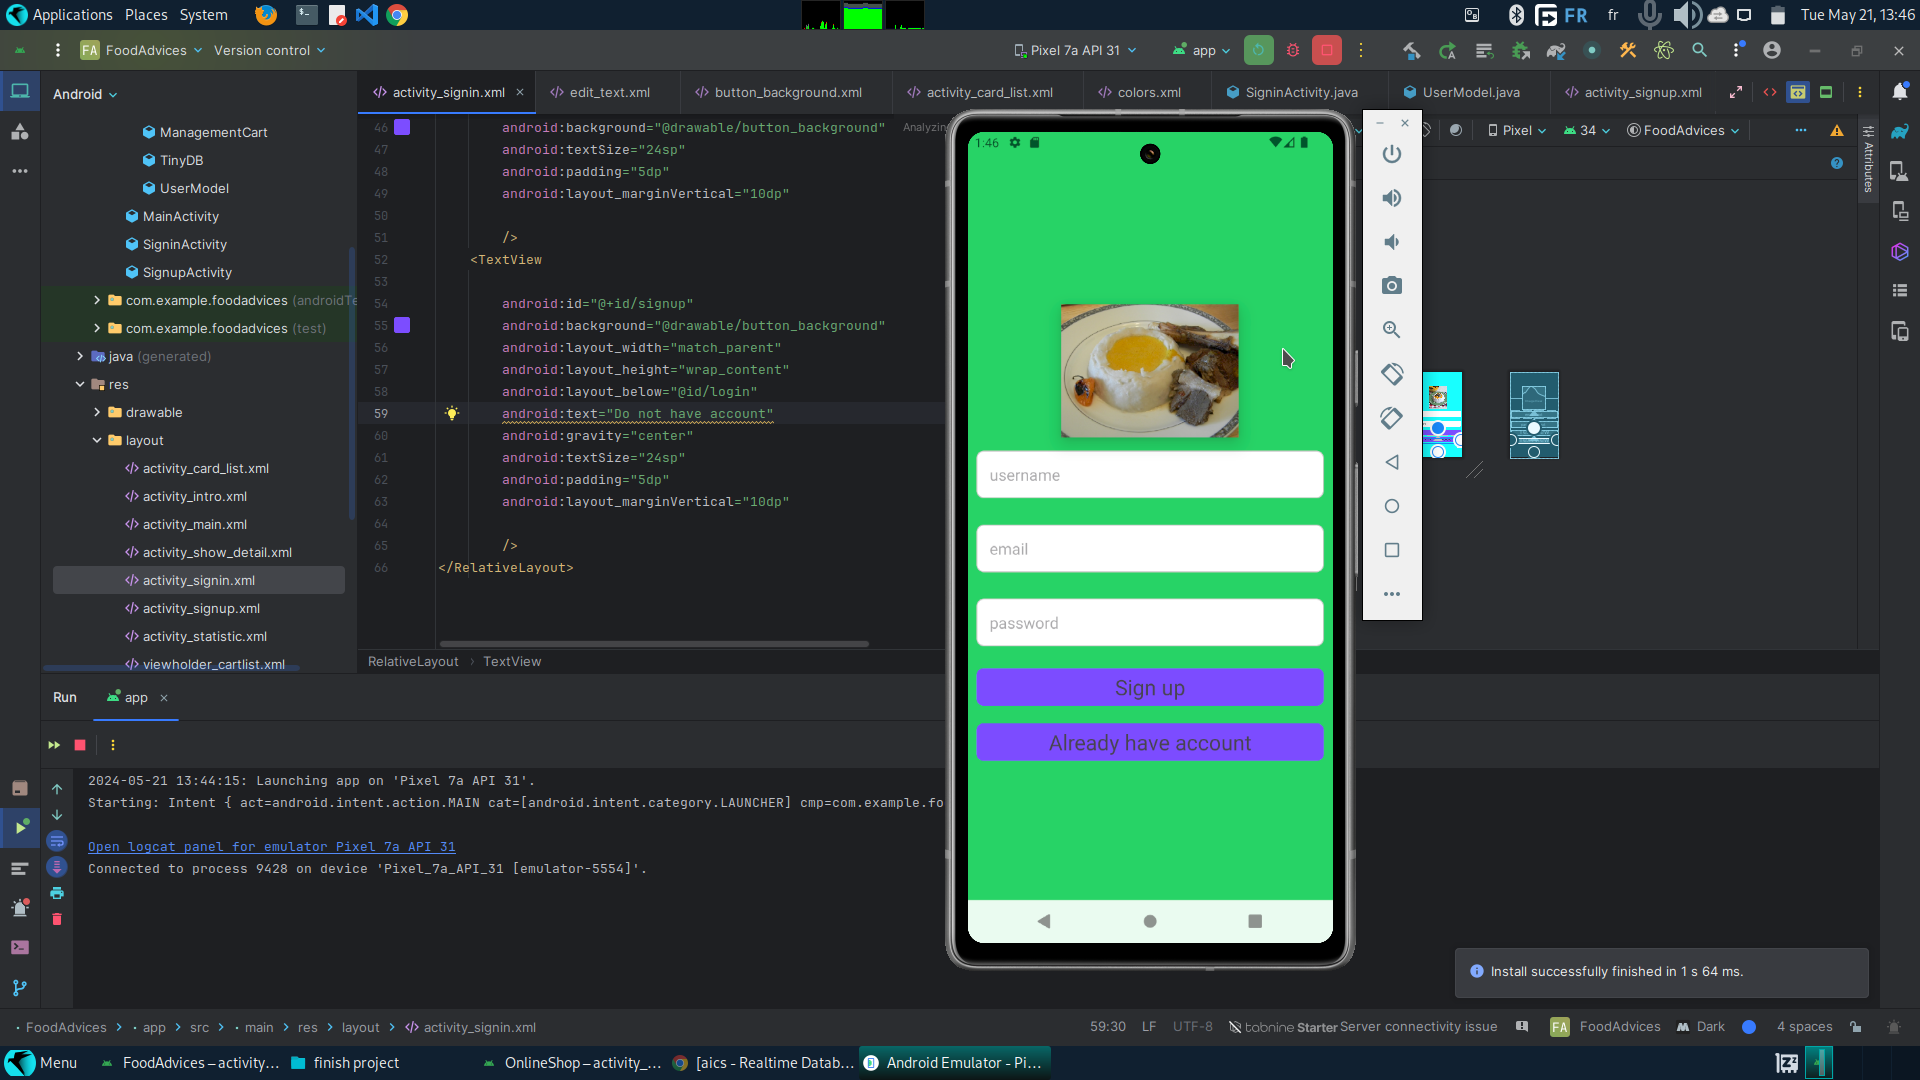 Applications Places System
FR fr Tue May 21, 13:46
FA FoodAdvices Version control Pixel 7a API 31 app
Android
activity_signin.xml edit_text.xml button_background.xml activity_card_list.xml colors.xml SigninActivity.java UserModel.java activity_signup.xml
Pixel 34 FoodAdvices
Attributes
ManagementCart
TinyDB
UserModel
MainActivity
SigninActivity
SignupActivity
com.example.foodadvices (androidTe
com.example.foodadvices (test)
java (generated)
res
drawable
layout
activity_card_list.xml
activity_intro.xml
activity_main.xml
activity_show_detail.xml
activity_signin.xml
activity_signup.xml
activity_statistic.xml
viewholder_cartlist.xml
46 android:background="@drawable/button_background" Analyzin
47 android:textSize="24sp"
48 android:padding="5dp"
49 android:layout_marginVertical="10dp"
50
51 />
52 <TextView
53
54 android:id="@+id/signup"
55 android:background="@drawable/button_background"
56 android:layout_width="match_parent"
57 android:layout_height="wrap_content"
58 android:layout_below="@id/login"
59 android:text="Do not have account"
60 android:gravity="center"
61 android:textSize="24sp"
62 android:padding="5dp"
63 android:layout_marginVertical="10dp"
64
65 />
66 </RelativeLayout>
RelativeLayout TextView
1:46
username
email
password
Sign up
Already have account
Run app
2024-05-21 13:44:15: Launching app on 'Pixel 7a API 31'.
Starting: Intent { act=android.intent.action.MAIN cat=[android.intent.category.LAUNCHER] cmp=com.example.fo
Open logcat panel for emulator Pixel 7a API 31
Connected to process 9428 on device 'Pixel_7a_API_31 [emulator-5554]'.
Install successfully finished in 1 s 64 ms.
FoodAdvices app src main res layout activity_signin.xml
59:30 LF UTF-8 tabnine Starter Server connectivity issue FA FoodAdvices Dark 4 spaces
Menu FoodAdvices – activity... finish project OnlineShop – activity_... [aics - Realtime Datab... Android Emulator - Pi...